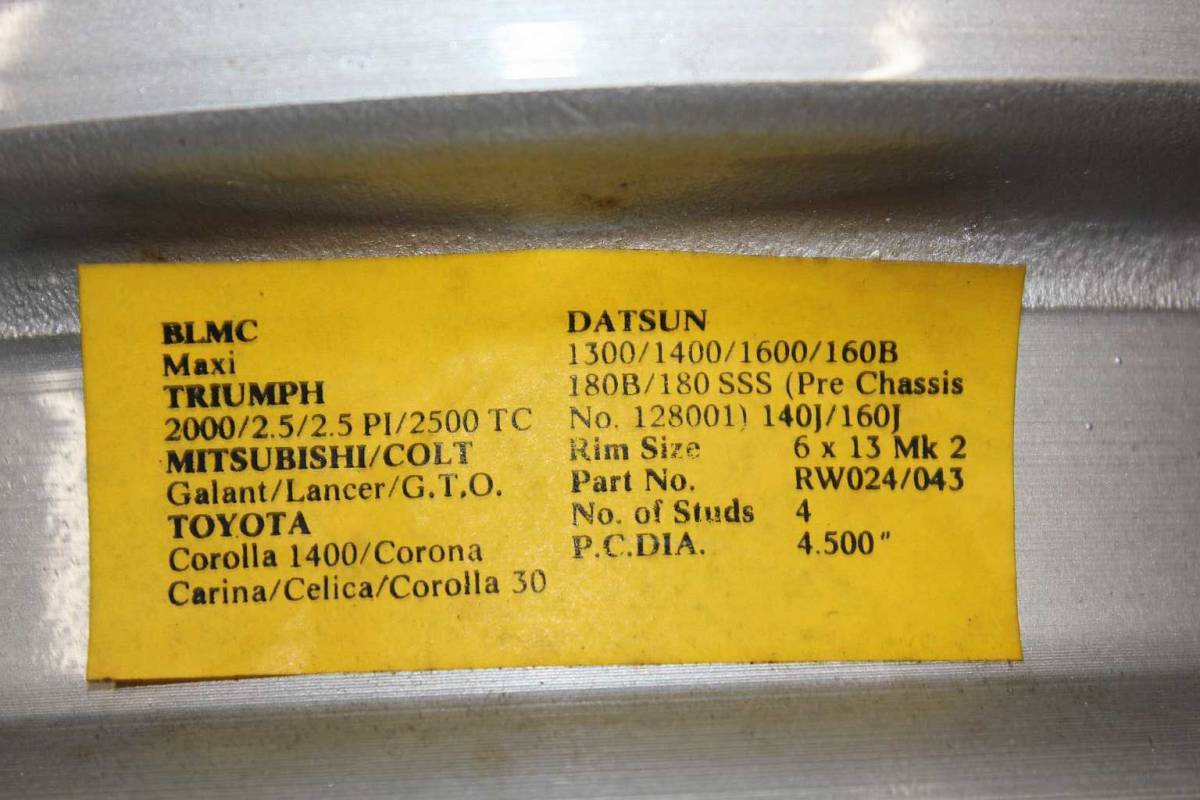 BLMC
Maxi
TRIUMPH
2000/2.5/2.5 PI/2500 TC
MITSUBISHI/COLT
Galant/Lancer/G.T.O.
TOYOTA
Corolla 1400/Corona
Carina/Celica/Corolla 30
DATSUN
1300/1400/1600/160B
180B/180 SSS (Pre Chassis
No. 128001) 140J/160J
Rim Size 6 x 13 Mk 2
Part No. RW024/043
No. of Studs 4
P.C.DIA. 4.500"